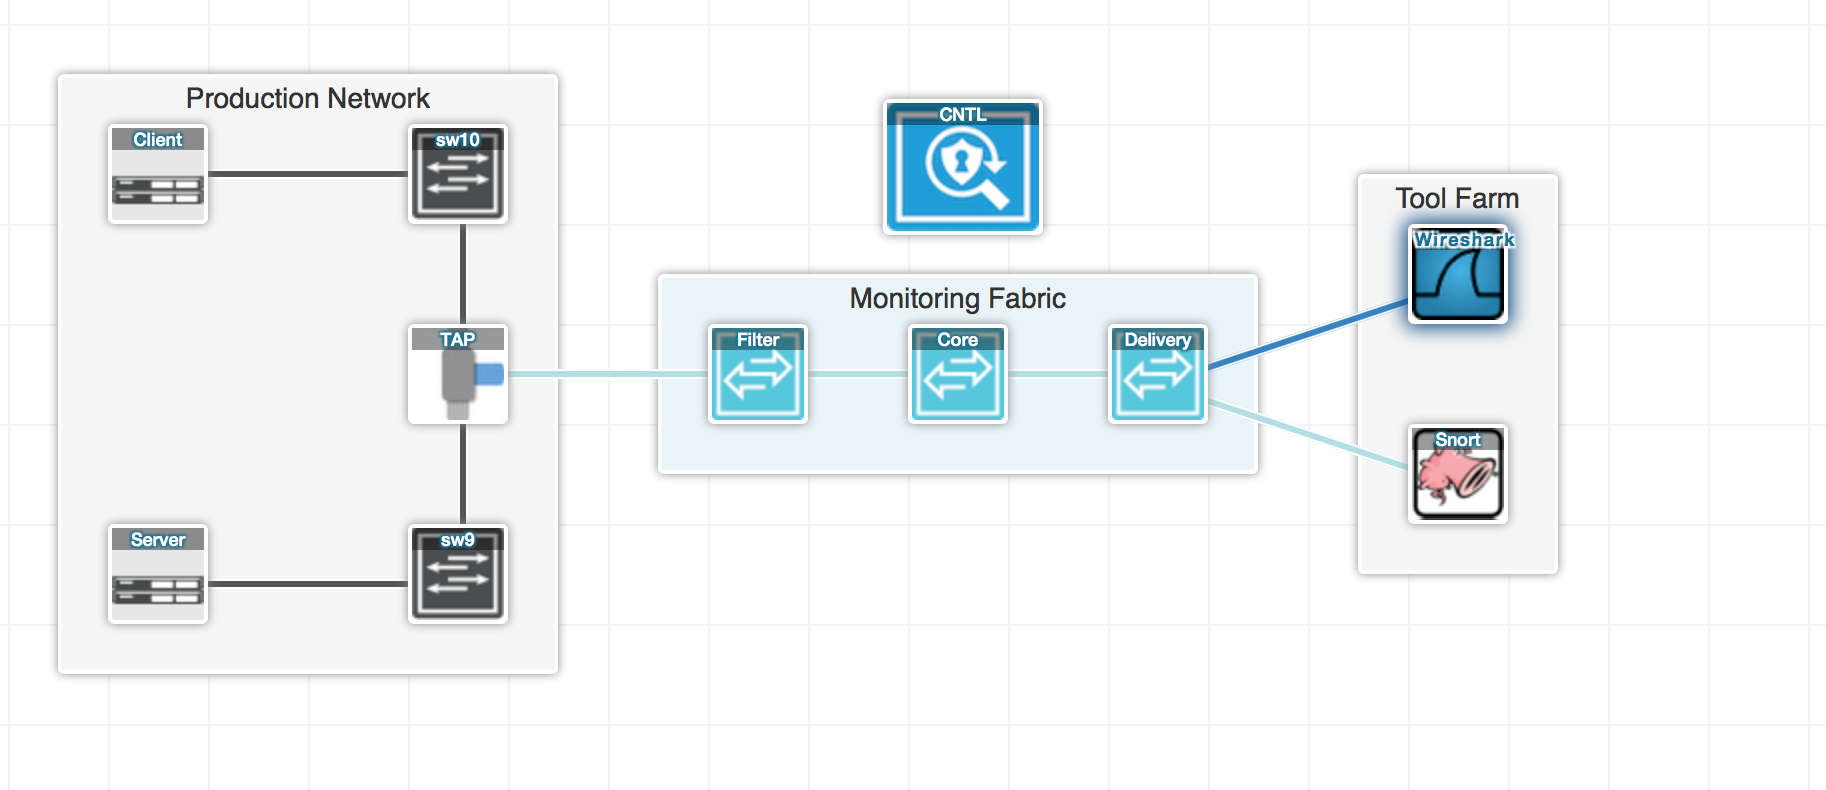 Production Network
Client
sw10
TAP
Server
sw9
CNTL
Monitoring Fabric
Filter
Core
Delivery
Tool Farm
Wireshark
Snort